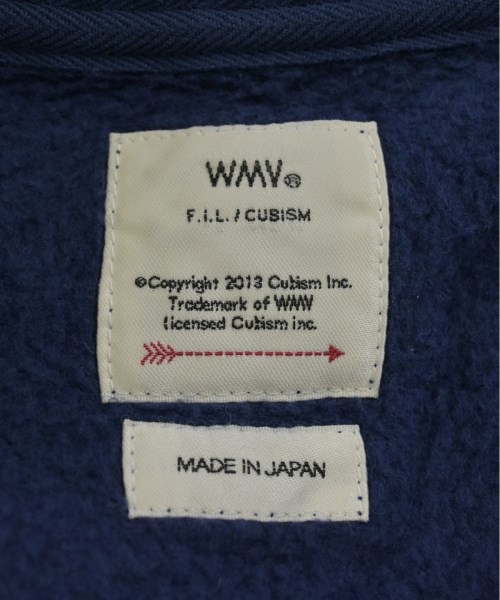 WMV®
F.I.L. / CUBISM
©Copyright 2013 Cubism Inc.
Trademark of WMV
licensed Cubism inc.
MADE IN JAPAN